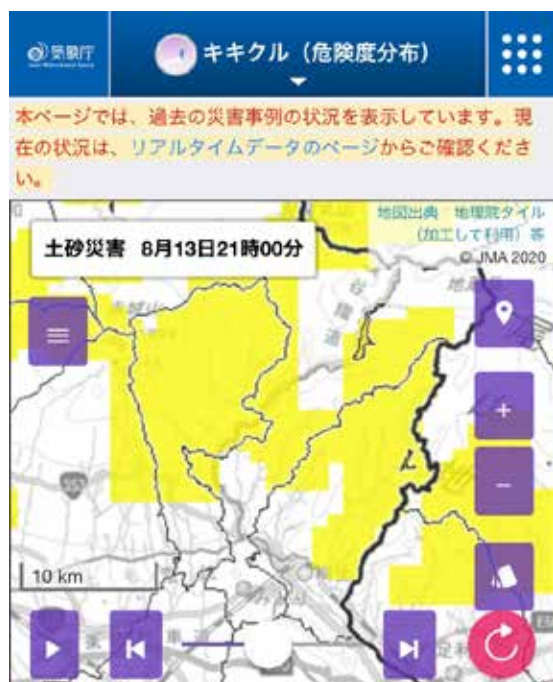 気象庁
キキクル（危険度分布）
本ページでは、過去の災害事例の状況を表示しています。現
在の状況は、リアルタイムデータのページからご確認くださ
い。
地図出典：地理院タイル
（加工して利用）等
© JMA 2020
土砂災害 8月13日21時00分
10 km